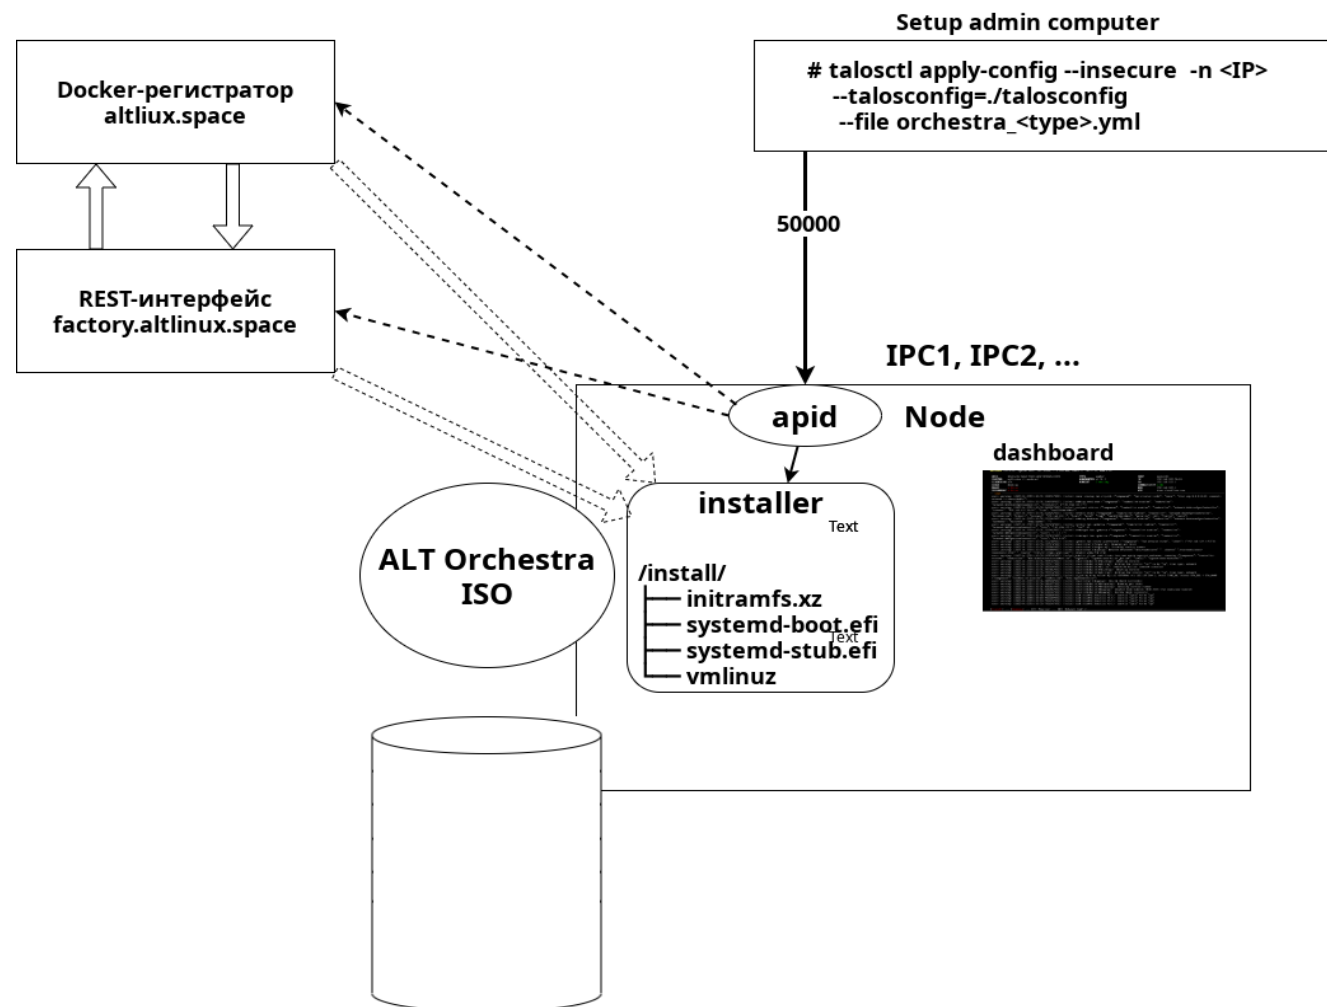 Setup admin computer
Docker-регистратор
altliux.space
# talosctl apply-config --insecure -n <IP>
--talosconfig=./talosconfig
--file orchestra_<type>.yml
50000
REST-интерфейс
factory.altlinux.space
IPC1, IPC2, ...
apid
Node
dashboard
installer
Text
ALT Orchestra
ISO
/install/
initramfs.xz
systemd-boot.efi
Text
systemd-stub.efi
vmlinuz